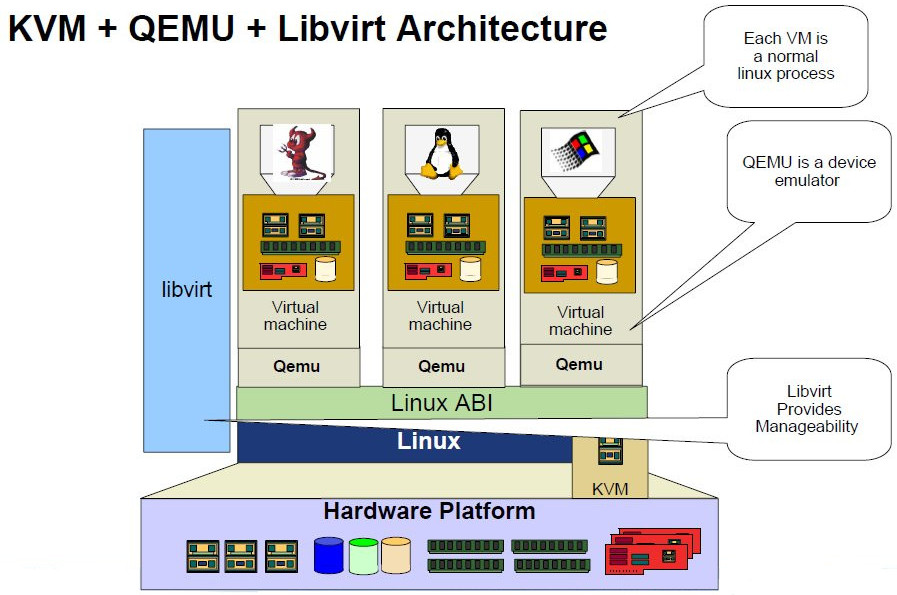 KVM + QEMU + Libvirt Architecture
Each VM is
a normal
linux process
QEMU is a device
emulator
libvirt
Virtual
machine
Virtual
machine
Virtual
machine
Qemu
Qemu
Qemu
Linux ABI
Libvirt
Provides
Manageability
Linux
KVM
Hardware Platform